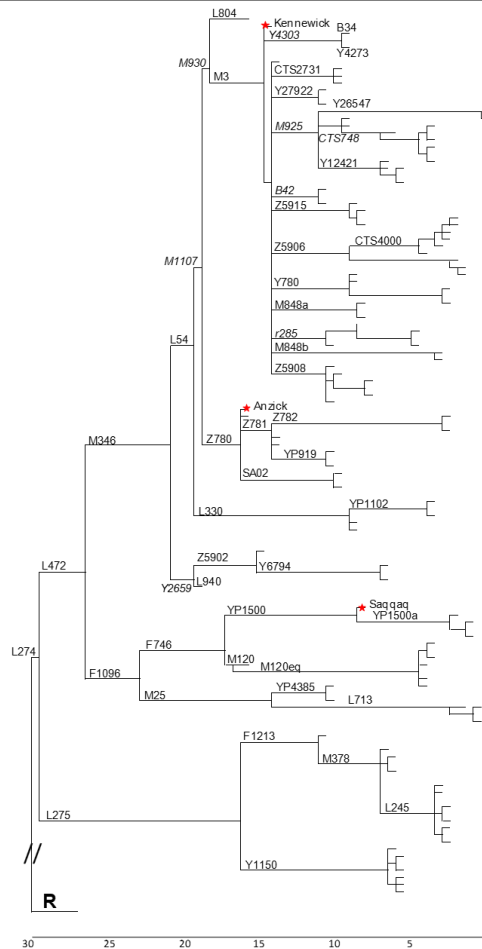 L804
Kennewick
B34
Y4303
Y4273
M930
M3
CTS2731
Y27922
Y26547
M925
CTS748
Y12421
B42
Z5915
CTS4000
Z5906
M1107
Y780
M848a
r285
L54
M848b
Z5908
Anzick
Z782
Z781
M346
Z780
YP919
SA02
YP1102
L330
Z5902
L472
Y6794
Y2659
L940
Saqqaq
YP1500
YP1500a
F746
L274
M120
M120eq
F1096
YP4385
M25
L713
F1213
M378
L275
L245
Y1150
//
R
30 25 20 15 10 5